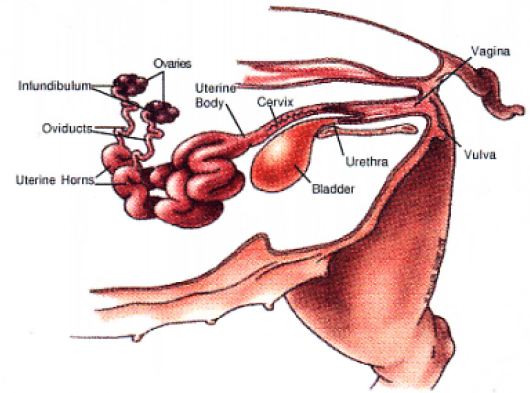 Ovaries
Infundibulum
Oviducts
Uterine Horns
Uterine
Body
Cervix
Vagina
Vulva
Urethra
Bladder